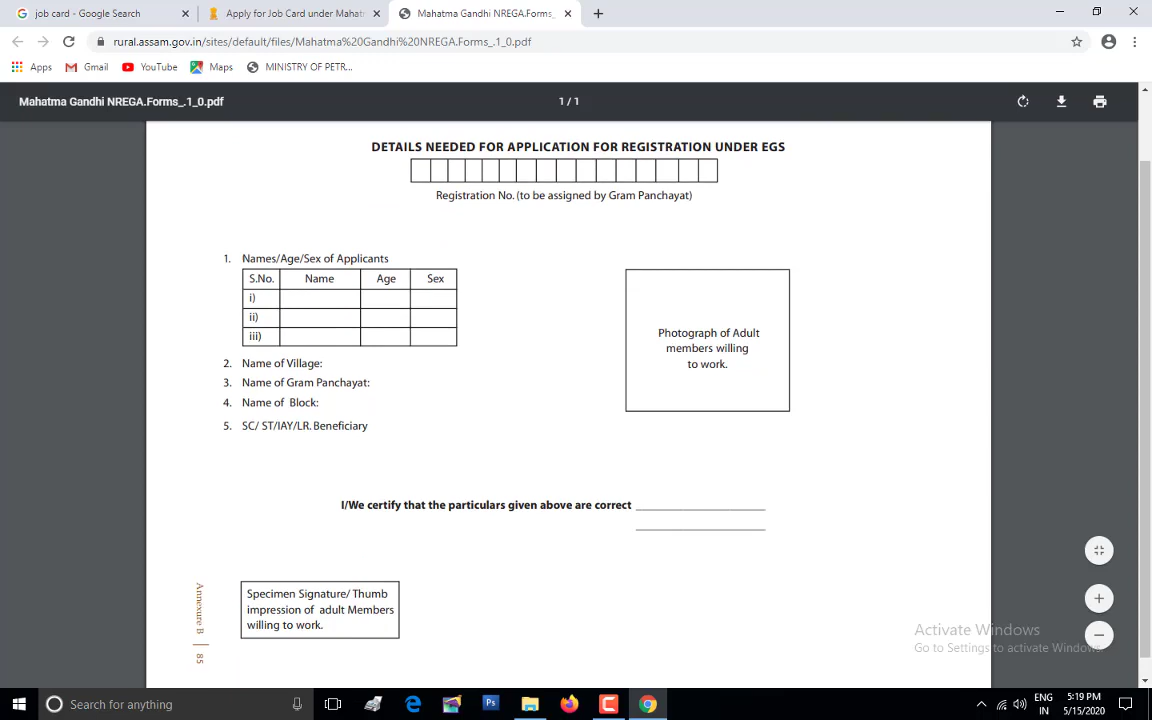 job card - Google Search
Apply for Job Card under Mahat
Mahatma Gandhi NREGA.Forms_
rural.assam.gov.in/sites/default/files/Mahatma%20Gandhi%20NREGA.Forms_.1_0.pdf
Apps
Gmail
YouTube
Maps
MINISTRY OF PETR...
Mahatma Gandhi NREGA.Forms_.1_0.pdf
1 / 1
DETAILS NEEDED FOR APPLICATION FOR REGISTRATION UNDER EGS
Registration No. (to be assigned by Gram Panchayat)
1. Names/Age/Sex of Applicants
S.No. Name Age Sex
i)
ii)
iii)
Photograph of Adult
members willing
to work.
2. Name of Village:
3. Name of Gram Panchayat:
4. Name of Block:
5. SC/ ST/IAY/LR. Beneficiary
I/We certify that the particulars given above are correct
Annexure B
85
Specimen Signature/ Thumb
impression of adult Members
willing to work.
Activate Windows
Go to Settings to activate Windows.
Search for anything
Ps
ENG
IN
5:19 PM
5/15/2020